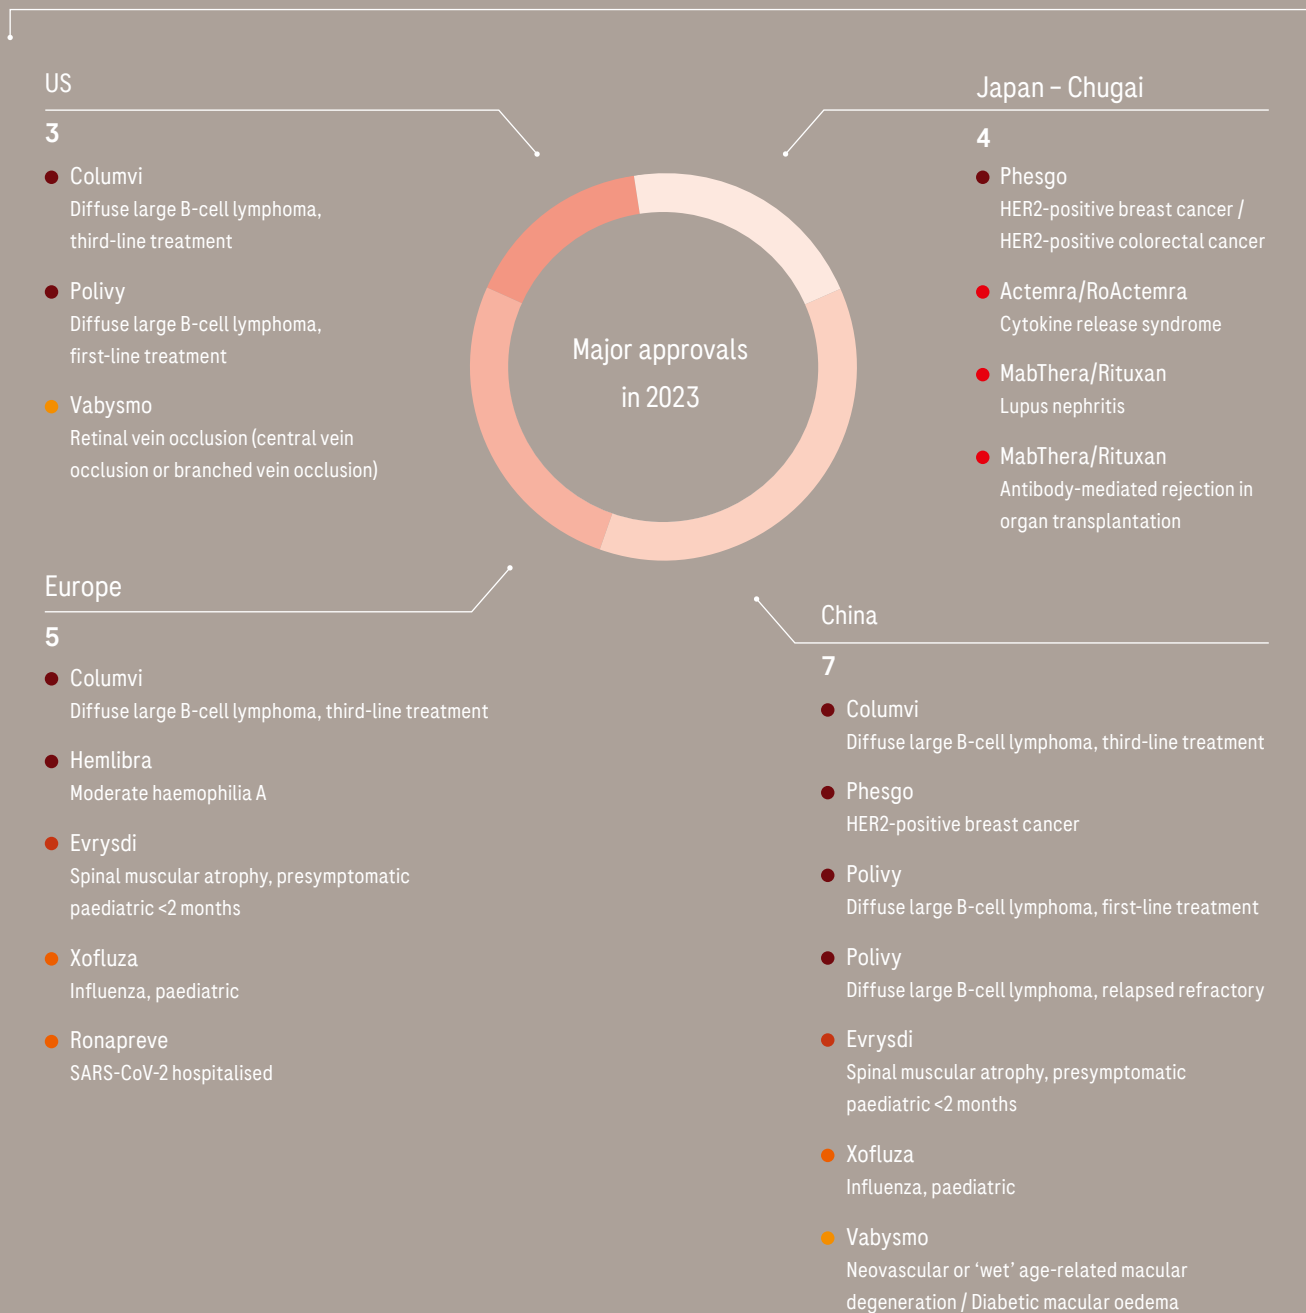 US
3
Columvi
Diffuse large B-cell lymphoma,
third-line treatment
Polivy
Diffuse large B-cell lymphoma,
first-line treatment
Vabysmo
Retinal vein occlusion (central vein
occlusion or branched vein occlusion)
Major approvals
in 2023
Japan – Chugai
4
Phesgo
HER2-positive breast cancer /
HER2-positive colorectal cancer
Actemra/RoActemra
Cytokine release syndrome
MabThera/Rituxan
Lupus nephritis
MabThera/Rituxan
Antibody-mediated rejection in
organ transplantation
Europe
5
Columvi
Diffuse large B-cell lymphoma, third-line treatment
Hemlibra
Moderate haemophilia A
Evrysdi
Spinal muscular atrophy, presymptomatic
paediatric <2 months
Xofluza
Influenza, paediatric
Ronapreve
SARS-CoV-2 hospitalised
China
7
Columvi
Diffuse large B-cell lymphoma, third-line treatment
Phesgo
HER2-positive breast cancer
Polivy
Diffuse large B-cell lymphoma, first-line treatment
Polivy
Diffuse large B-cell lymphoma, relapsed refractory
Evrysdi
Spinal muscular atrophy, presymptomatic
paediatric <2 months
Xofluza
Influenza, paediatric
Vabysmo
Neovascular or ‘wet’ age-related macular
degeneration / Diabetic macular oedema